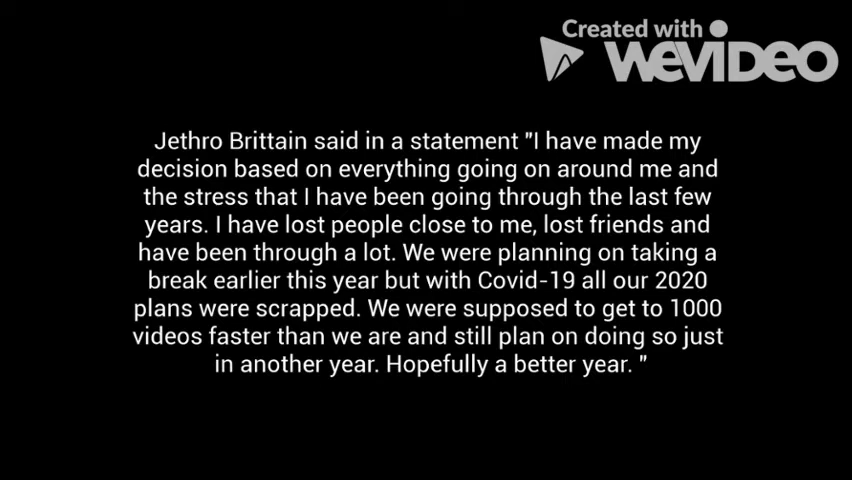 Created with
WEVIDEO
Jethro Brittain said in a statement "I have made my
decision based on everything going on around me and
the stress that I have been going through the last few
years. I have lost people close to me, lost friends and
have been through a lot. We were planning on taking a
break earlier this year but with Covid-19 all our 2020
plans were scrapped. We were supposed to get to 1000
videos faster than we are and still plan on doing so just
in another year. Hopefully a better year. "